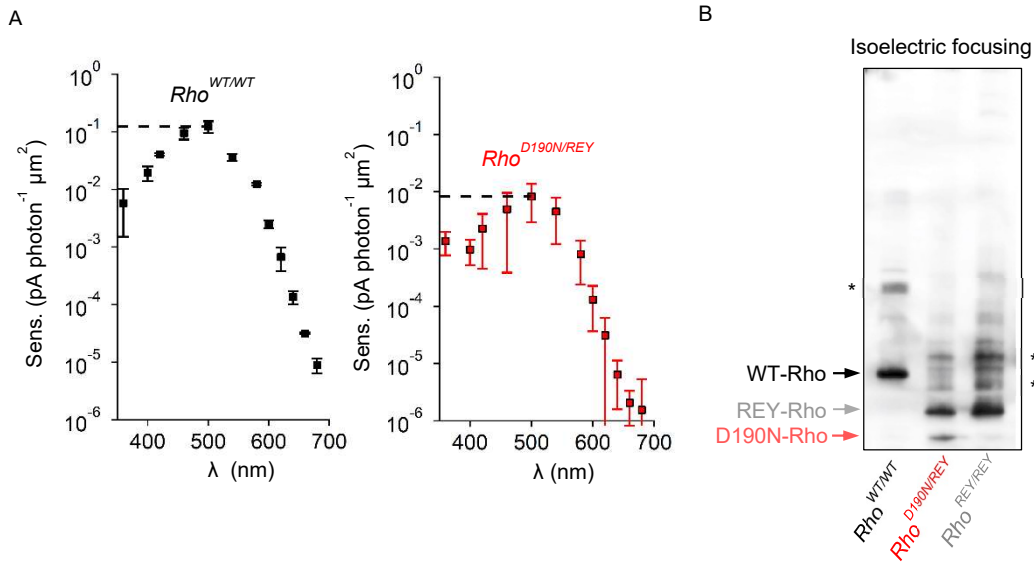 A
B
Isoelectric focusing
Rho^WT/WT
Rho^D190N/REY
Sens. (pA photon^-1 µm^2)
10^0
10^-1
10^-2
10^-3
10^-4
10^-5
10^-6
400 500 600 700
λ (nm)
Sens. (pA photon^-1 µm^2)
10^0
10^-1
10^-2
10^-3
10^-4
10^-5
10^-6
400 500 600 700
λ (nm)
*
WT-Rho
REY-Rho
D190N-Rho
*
*
Rho^WT/WT
Rho^D190N/REY
Rho^REY/REY